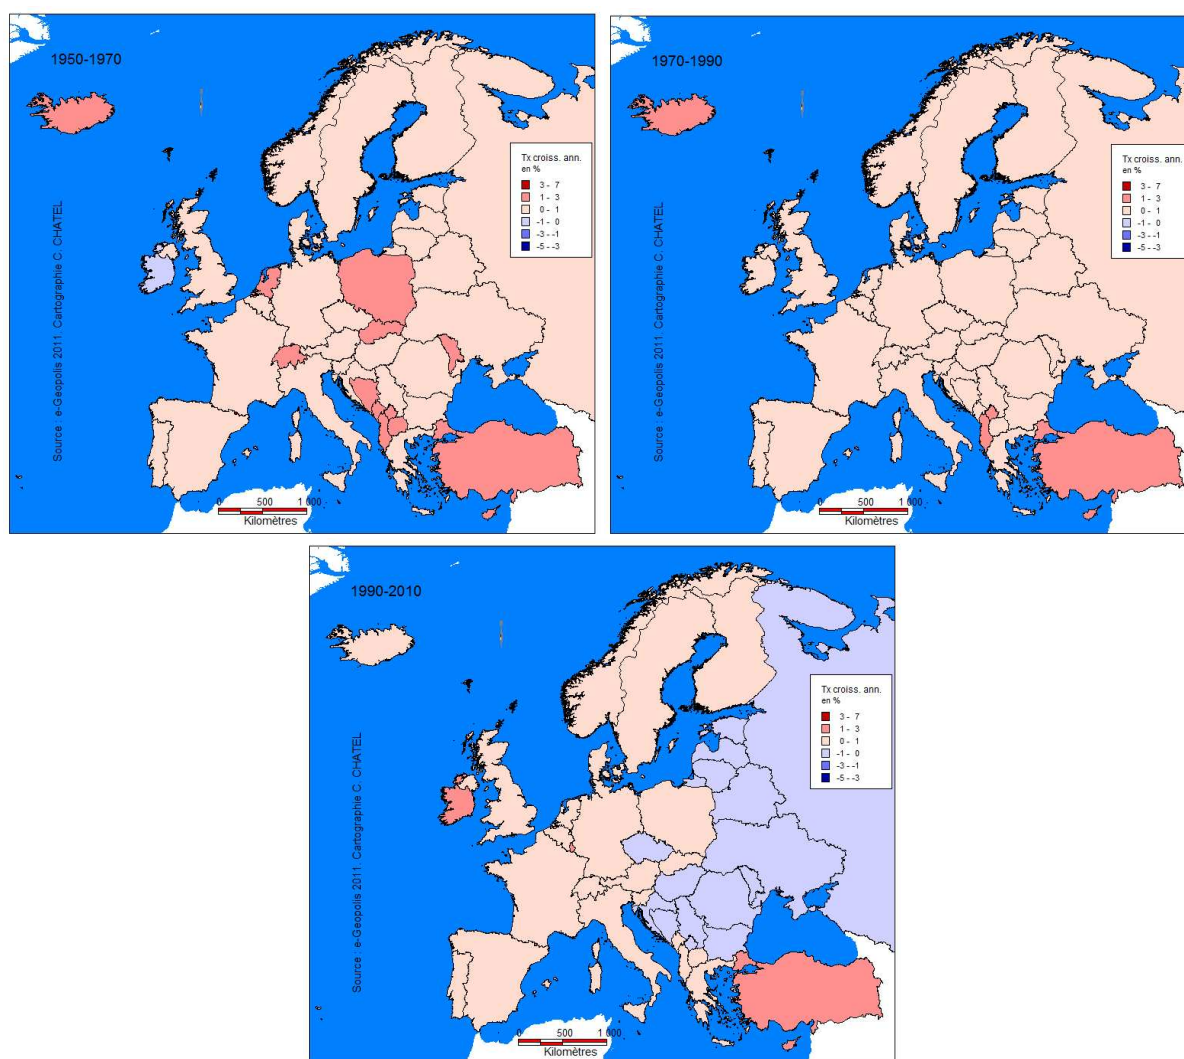 1950-1970
Tx croiss. ann.
en %
3 - 7
1 - 3
0 - 1
-1 - 0
-3 - -1
-5 - -3
Source : e-Geopolis 2011. Cartographie C. CHATEL
0 500 1 000
Kilomètres
1970-1990
Tx croiss. ann.
en %
3 - 7
1 - 3
0 - 1
-1 - 0
-3 - -1
-5 - -3
Source : e-Geopolis 2011. Cartographie C. CHATEL
0 500 1 000
Kilomètres
1990-2010
Tx croiss. ann.
en %
3 - 7
1 - 3
0 - 1
-1 - 0
-3 - -1
-5 - -3
Source : e-Geopolis 2011. Cartographie C. CHATEL
0 500 1 000
Kilomètres